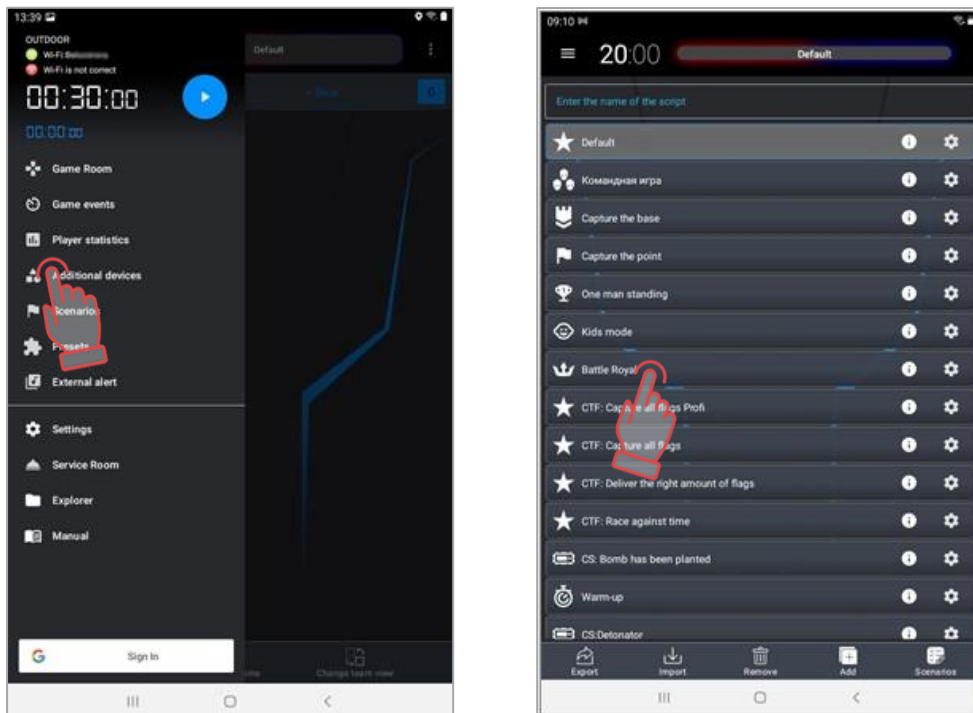 13:39
OUTDOOR
Wi-Fi:
Wi-Fi is not correct
00:30:00
00:00:00
Game Room
Game events
Player statistics
Additional devices
Scenarios
Presets
External alert
Settings
Service Room
Explorer
Manual
Sign In
Default
0
Change team view
09:10
20:00
Default
Enter the name of the script
Default
Командная игра
Capture the base
Capture the point
One man standing
Kids mode
Battle Royal
CTF: Capture all flags Profi
CTF: Capture all flags
CTF: Deliver the right amount of flags
CTF: Race against time
CS: Bomb has been planted
Warm-up
CS:Detonator
Export
Import
Remove
Add
Scenarios